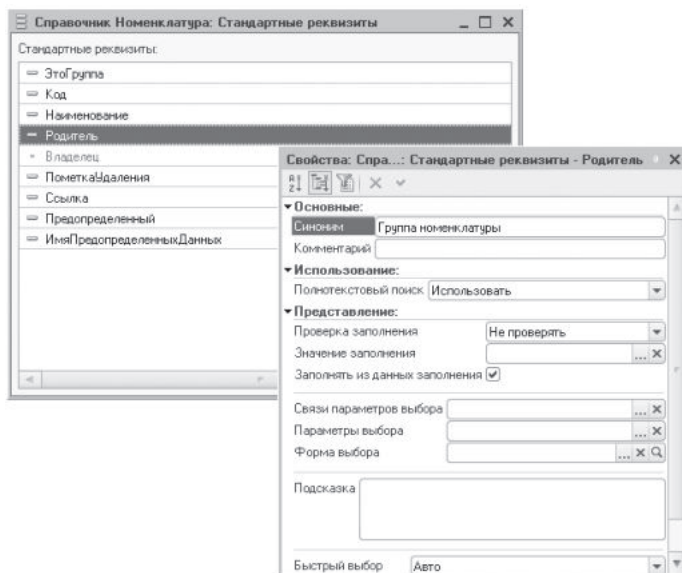 Справочник Номенклатура: Стандартные реквизиты
Стандартные реквизиты:
ЭтоГруппа
Код
Наименование
Родитель
Владелец
ПометкаУдаления
Ссылка
Предопределенный
ИмяПредопределенныхДанных
Свойства: Спра...: Стандартные реквизиты - Родитель
Основные:
Синоним Группа номенклатуры
Комментарий
Использование:
Полнотекстовый поиск Использовать
Представление:
Проверка заполнения Не проверять
Значение заполнения ...
Заполнять из данных заполнения
Связи параметров выбора ...
Параметры выбора ...
Форма выбора ...
Подсказка
Быстрый выбор Авто